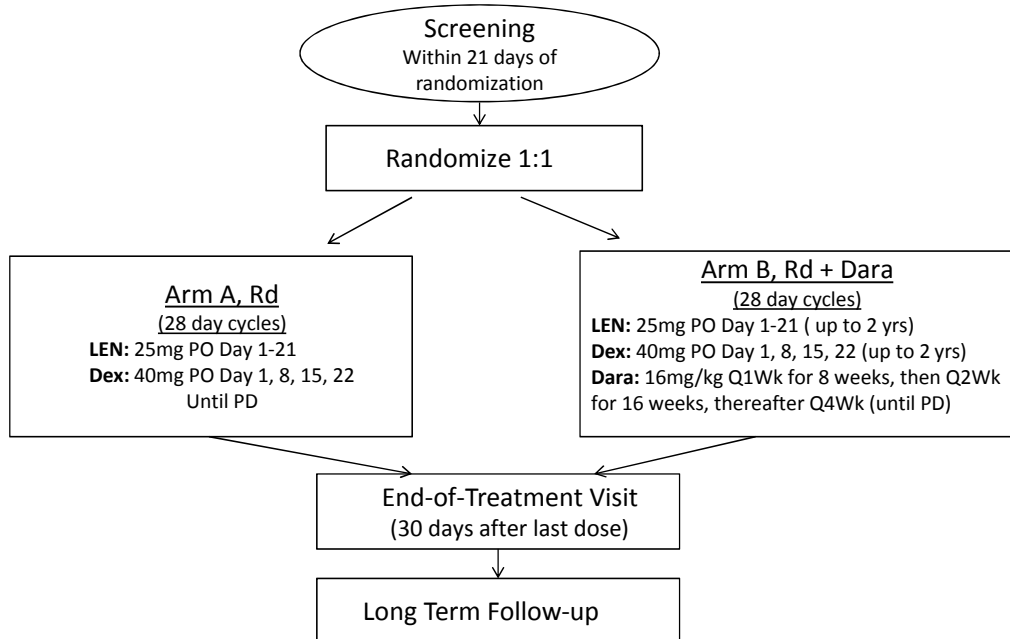 Screening
Within 21 days of
randomization
Randomize 1:1
Arm A, Rd
(28 day cycles)
LEN: 25mg PO Day 1-21
Dex: 40mg PO Day 1, 8, 15, 22
Until PD
Arm B, Rd + Dara
(28 day cycles)
LEN: 25mg PO Day 1-21 ( up to 2 yrs)
Dex: 40mg PO Day 1, 8, 15, 22 (up to 2 yrs)
Dara: 16mg/kg Q1Wk for 8 weeks, then Q2Wk
for 16 weeks, thereafter Q4Wk (until PD)
End-of-Treatment Visit
(30 days after last dose)
Long Term Follow-up